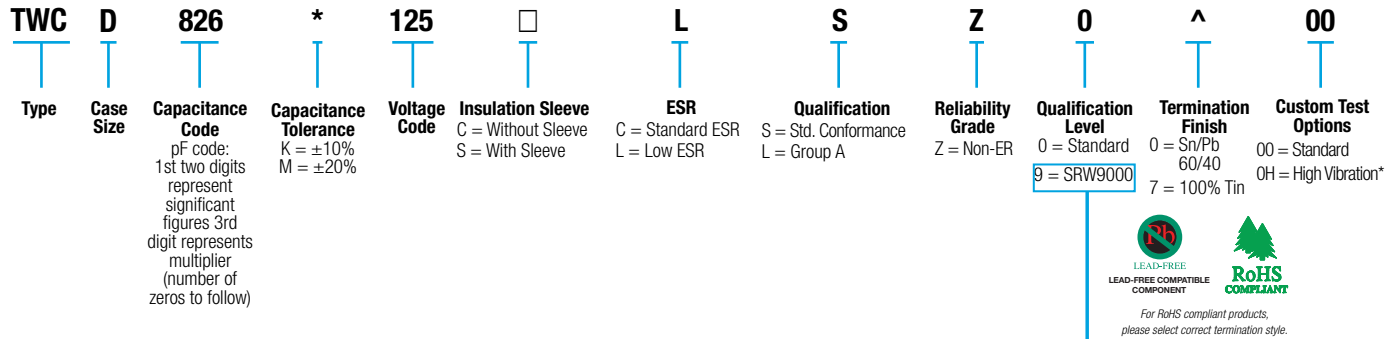 TWC D 826 * 125 □ L S Z 0 ^ 00
Type
Case
Size
Capacitance
Code
pF code:
1st two digits
represent
significant
figures 3rd
digit represents
multiplier
(number of
zeros to follow)
Capacitance
Tolerance
K = ±10%
M = ±20%
Voltage
Code
Insulation Sleeve
C = Without Sleeve
S = With Sleeve
ESR
C = Standard ESR
L = Low ESR
Qualification
S = Std. Conformance
L = Group A
Reliability
Grade
Z = Non-ER
Qualification
Level
0 = Standard
9 = SRW9000
Termination
Finish
0 = Sn/Pb
60/40
7 = 100% Tin
Custom Test
Options
00 = Standard
0H = High Vibration*
Pb
LEAD-FREE
LEAD-FREE COMPATIBLE
COMPONENT
RoHS
COMPLIANT
For RoHS compliant products,
please select correct termination style.